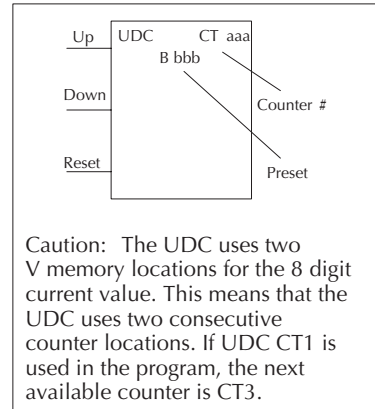 Up
UDC CT aaa
B bbb
Down
Counter #
Reset
Preset
Caution: The UDC uses two
V memory locations for the 8 digit
current value. This means that the
UDC uses two consecutive
counter locations. If UDC CT1 is
used in the program, the next
available counter is CT3.